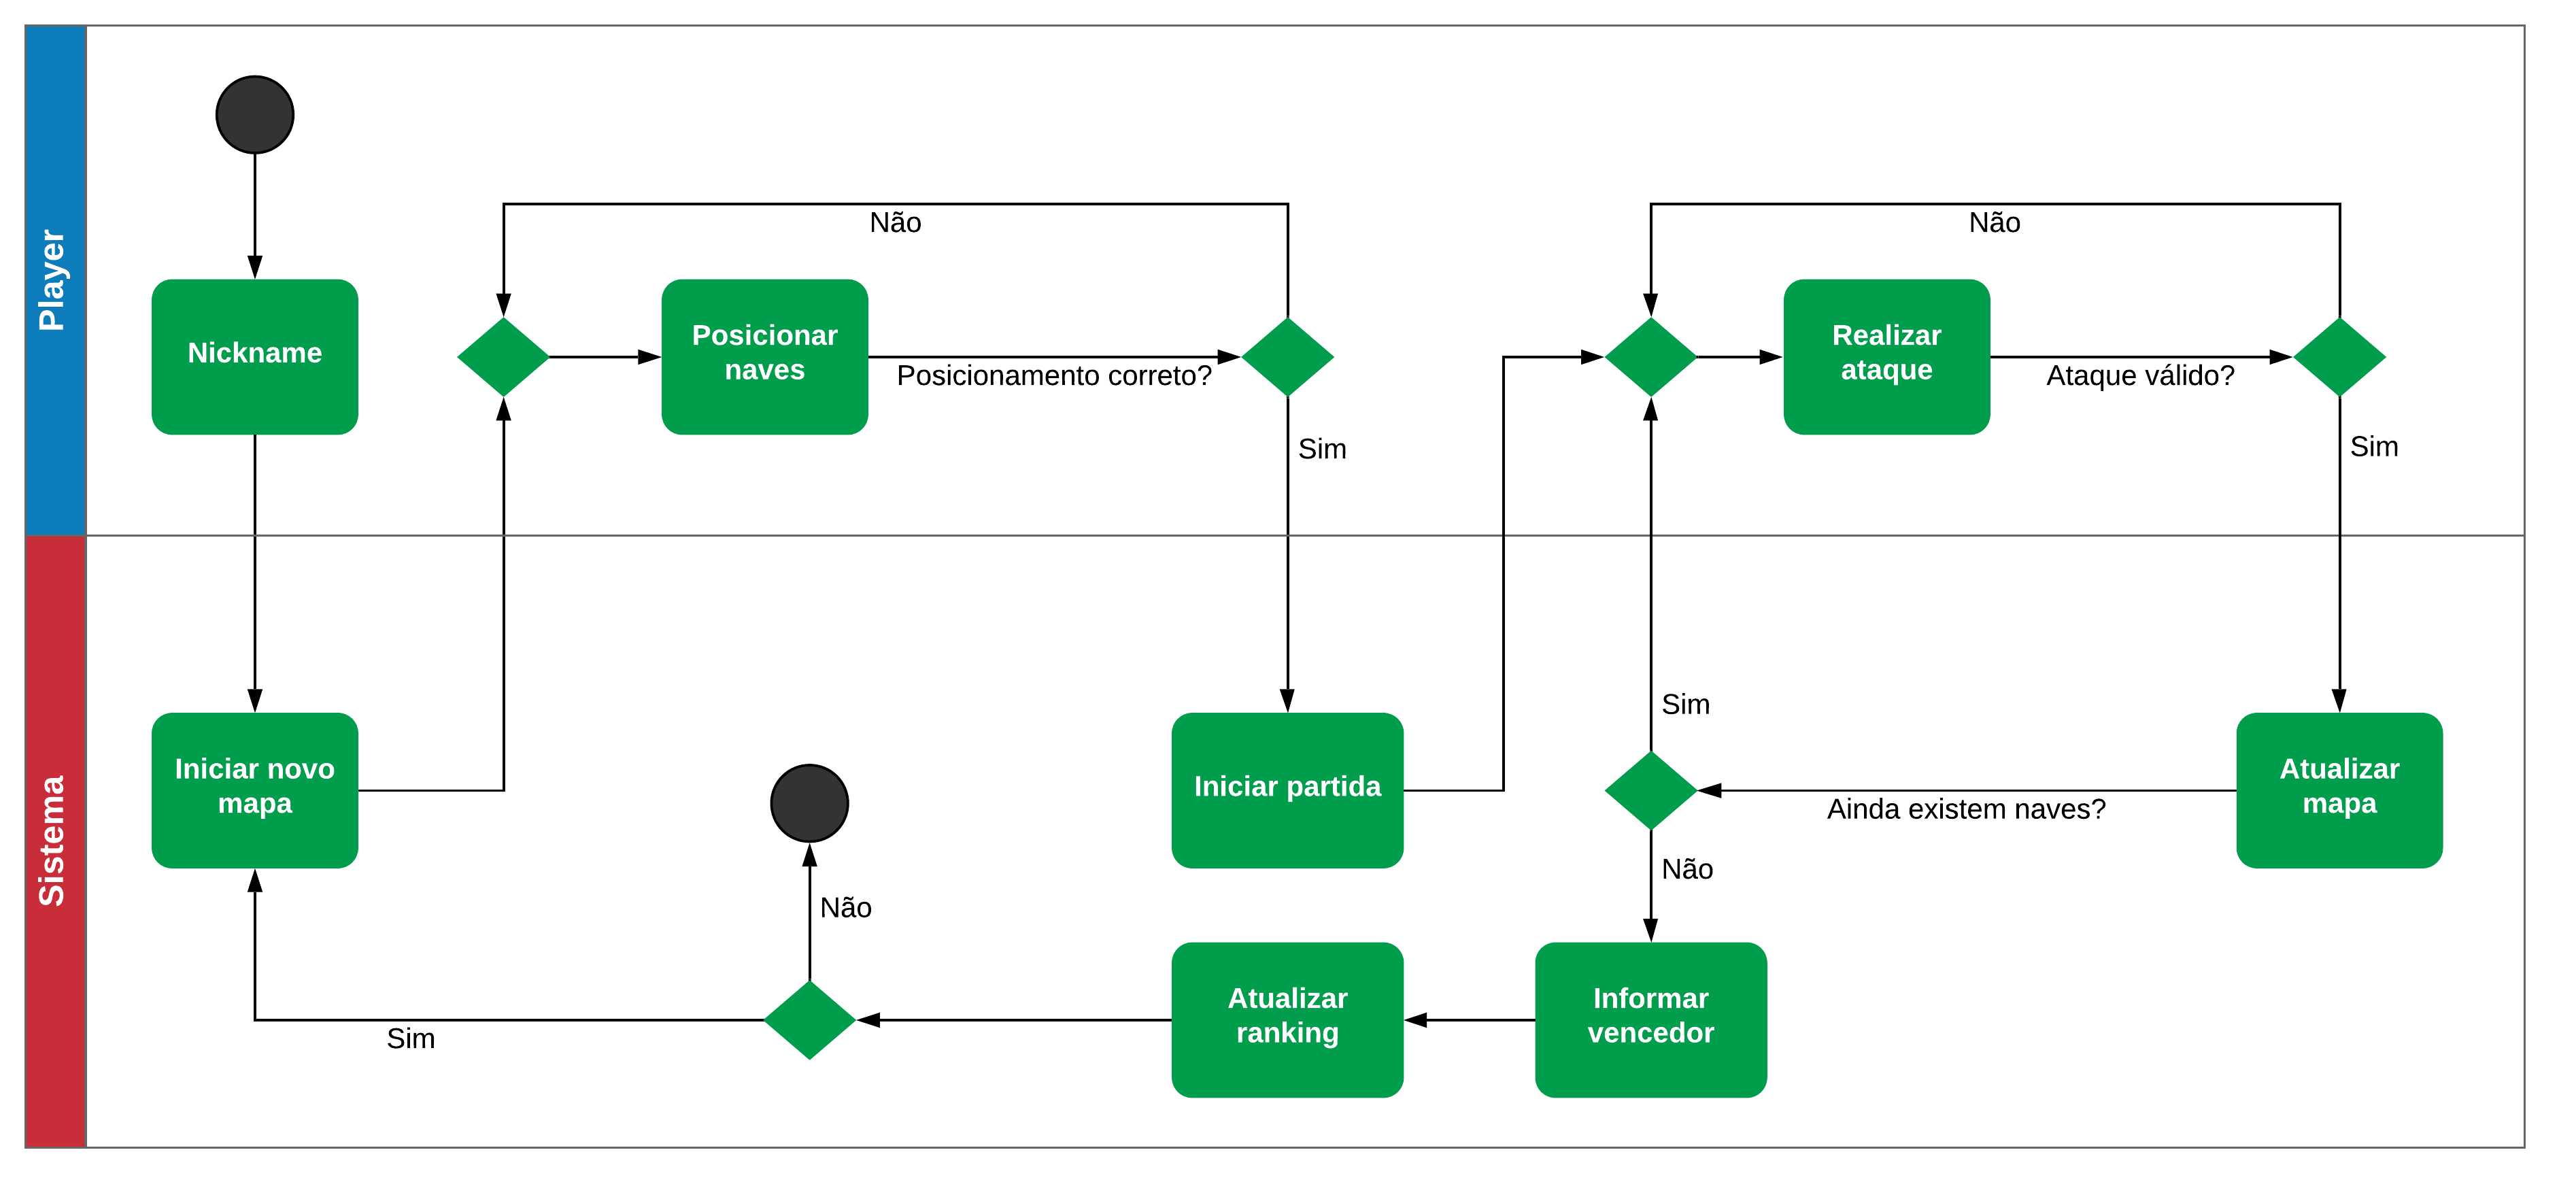 Player
Não
Não
Nickname
Posicionar
naves
Posicionamento correto?
Realizar
ataque
Ataque válido?
Sim
Sim
Sistema
Iniciar novo
mapa
Iniciar partida
Sim
Ainda existem naves?
Atualizar
mapa
Não
Não
Sim
Atualizar
ranking
Informar
vencedor